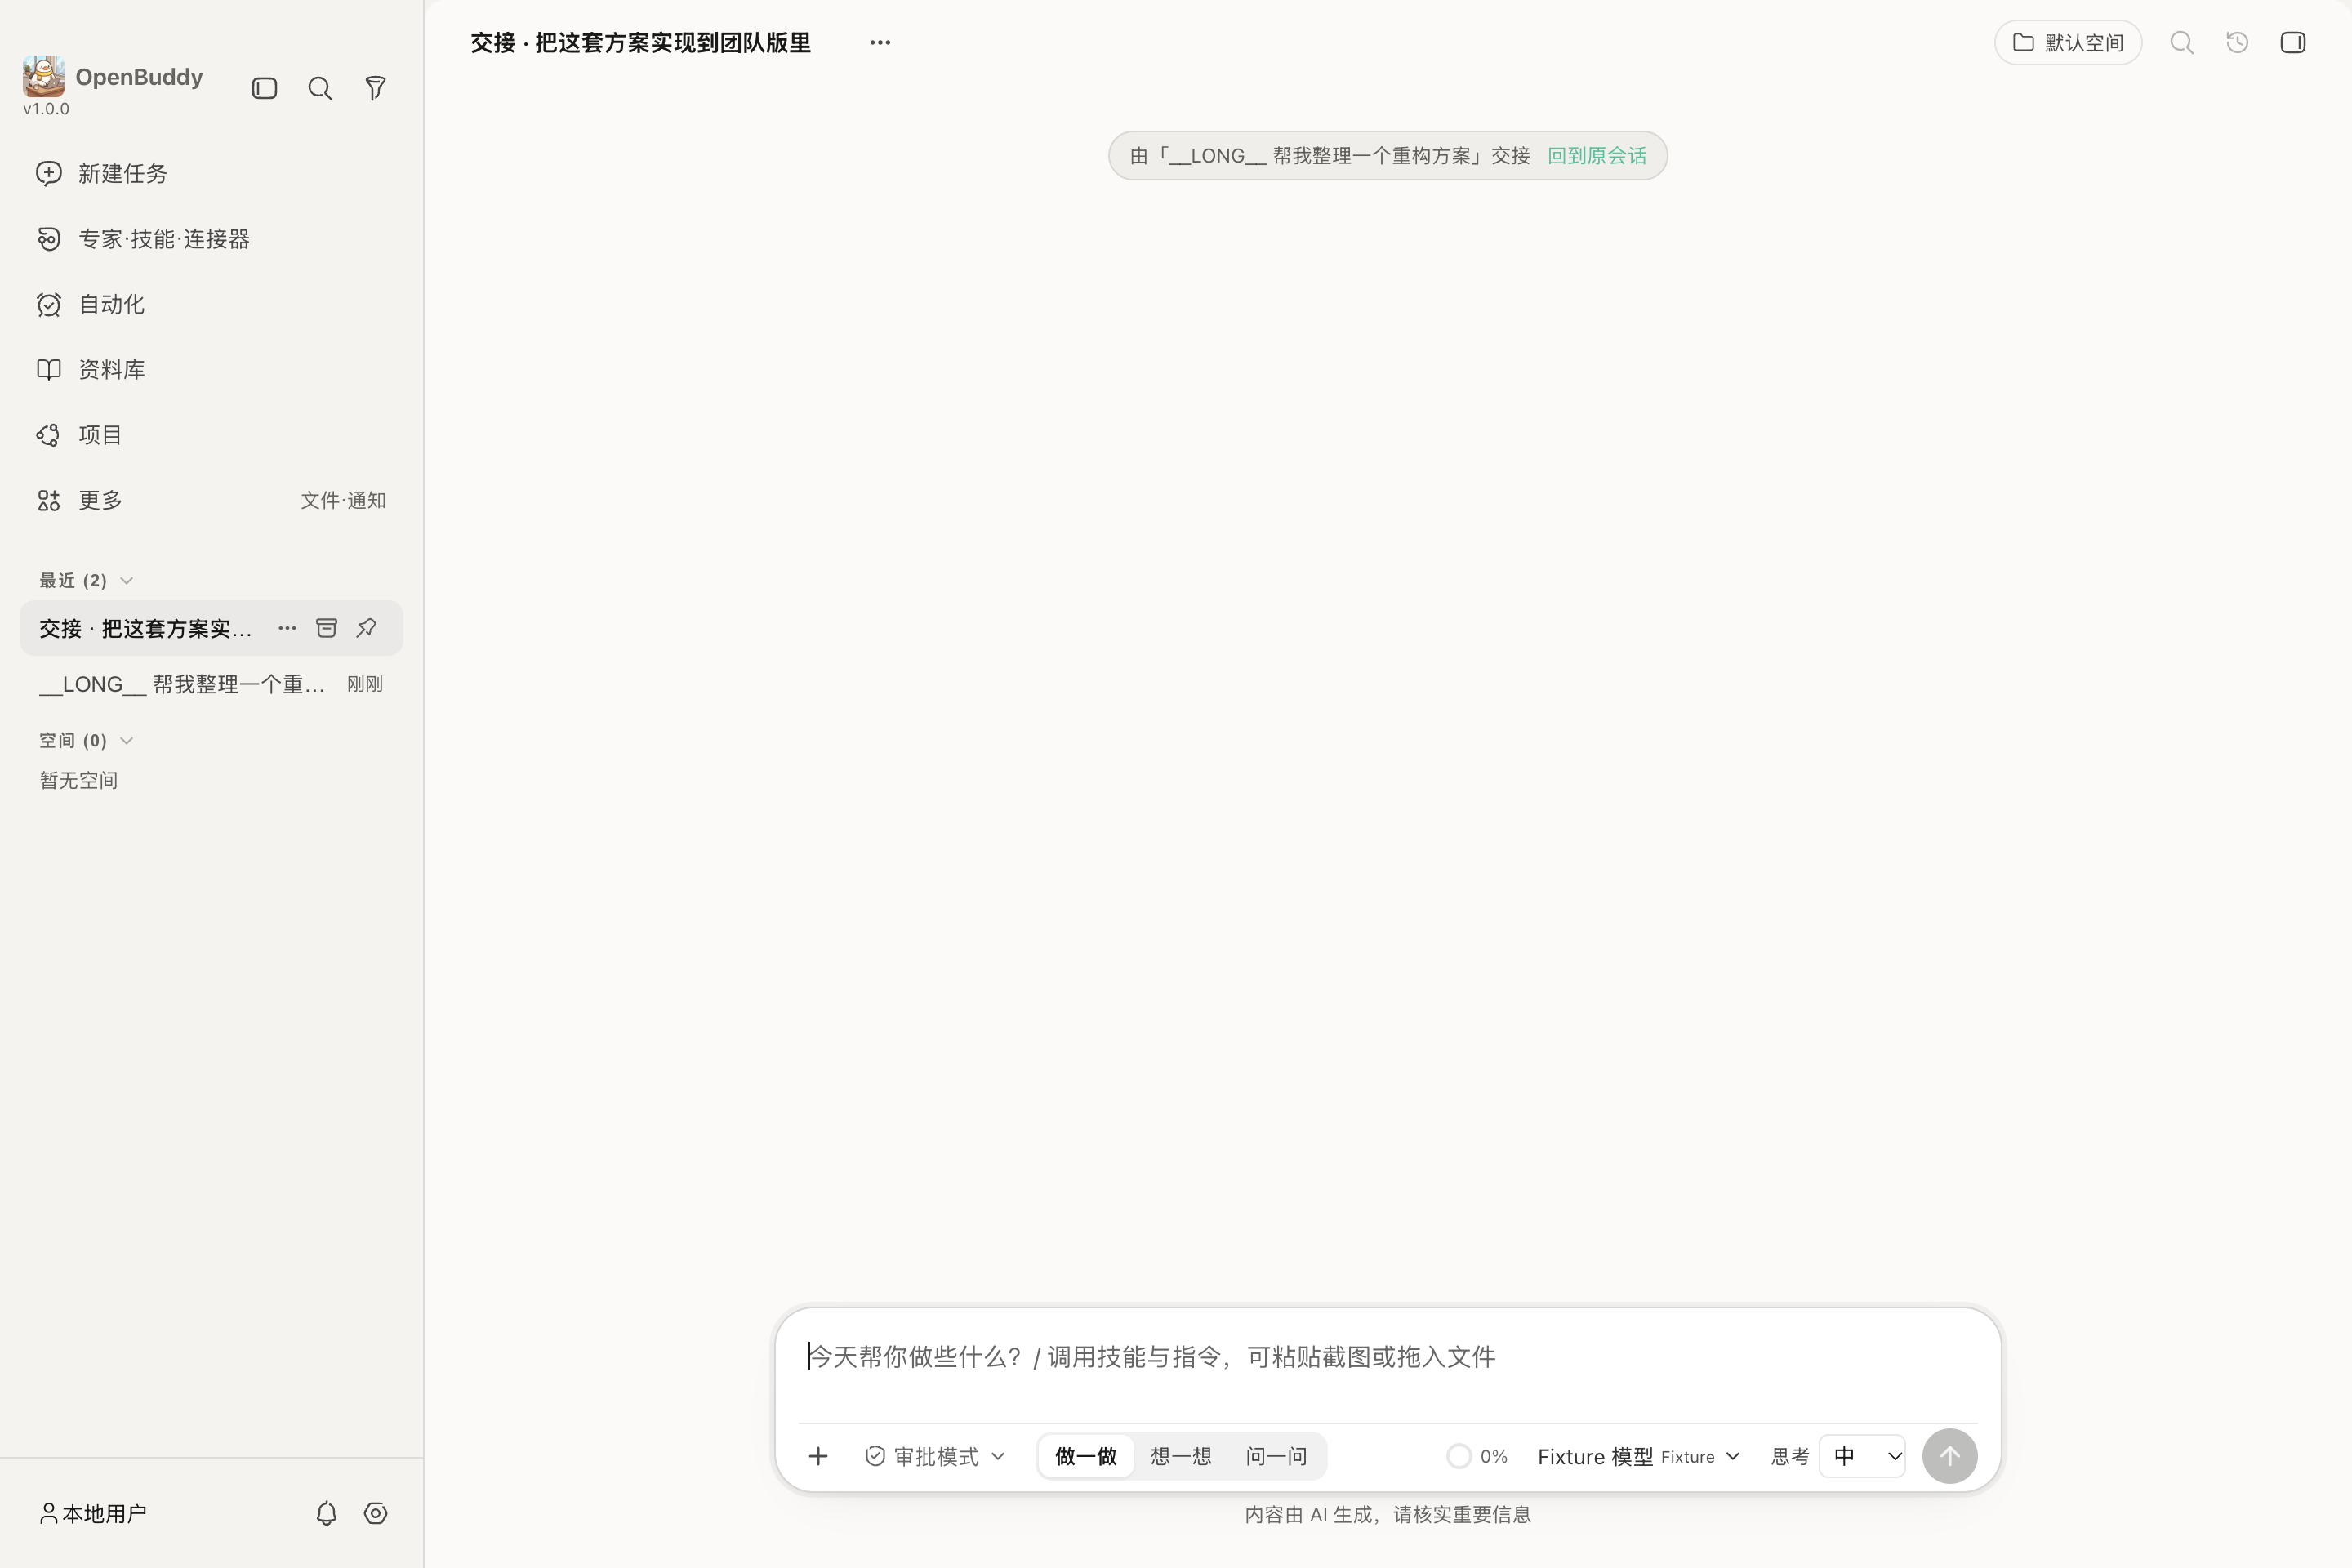 OpenBuddy
v1.0.0
新建任务
专家·技能·连接器
自动化
资料库
项目
更多 文件·通知
最近 (2)
交接 · 把这套方案实…
__LONG__ 帮我整理一个重… 刚刚
空间 (0)
暂无空间
本地用户
交接 · 把这套方案实现到团队版里
默认空间
由「__LONG__ 帮我整理一个重构方案」交接 回到原会话
今天帮你做些什么？/ 调用技能与指令，可粘贴截图或拖入文件
审批模式 做一做 想一想 问一问 0% Fixture 模型 Fixture 思考 中
内容由 AI 生成，请核实重要信息